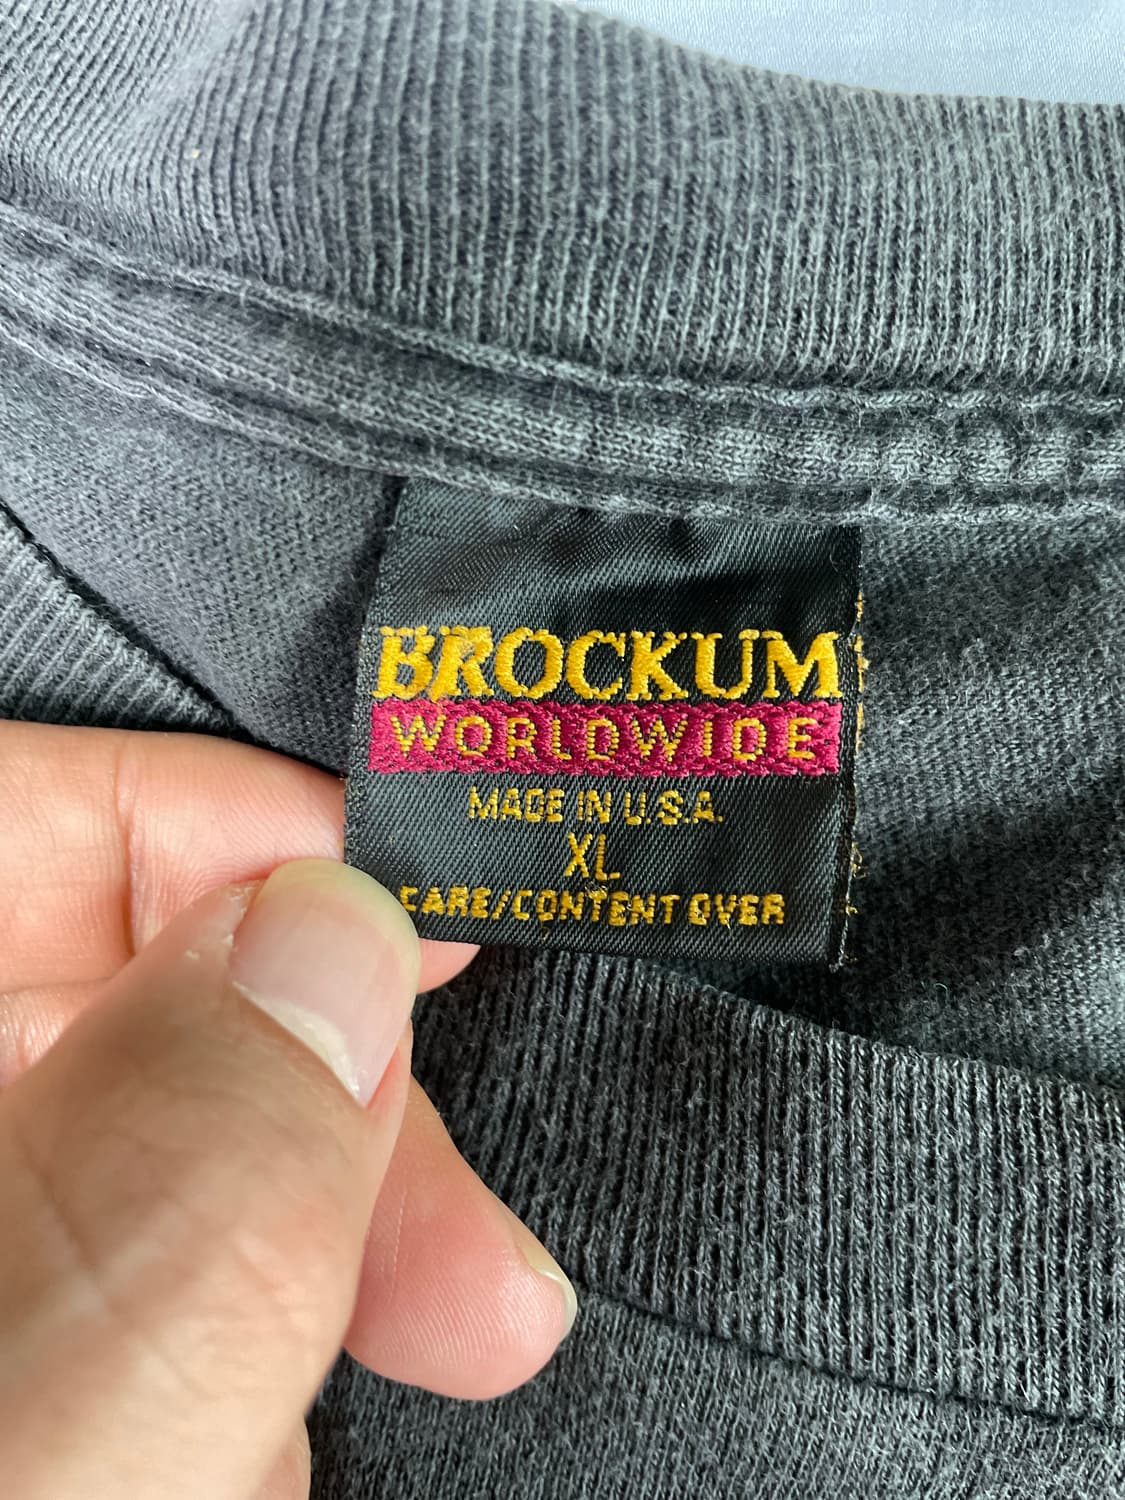 BROCKUM
WORLDWIDE
MADE IN U.S.A.
XL
CARE/CONTENT OVER